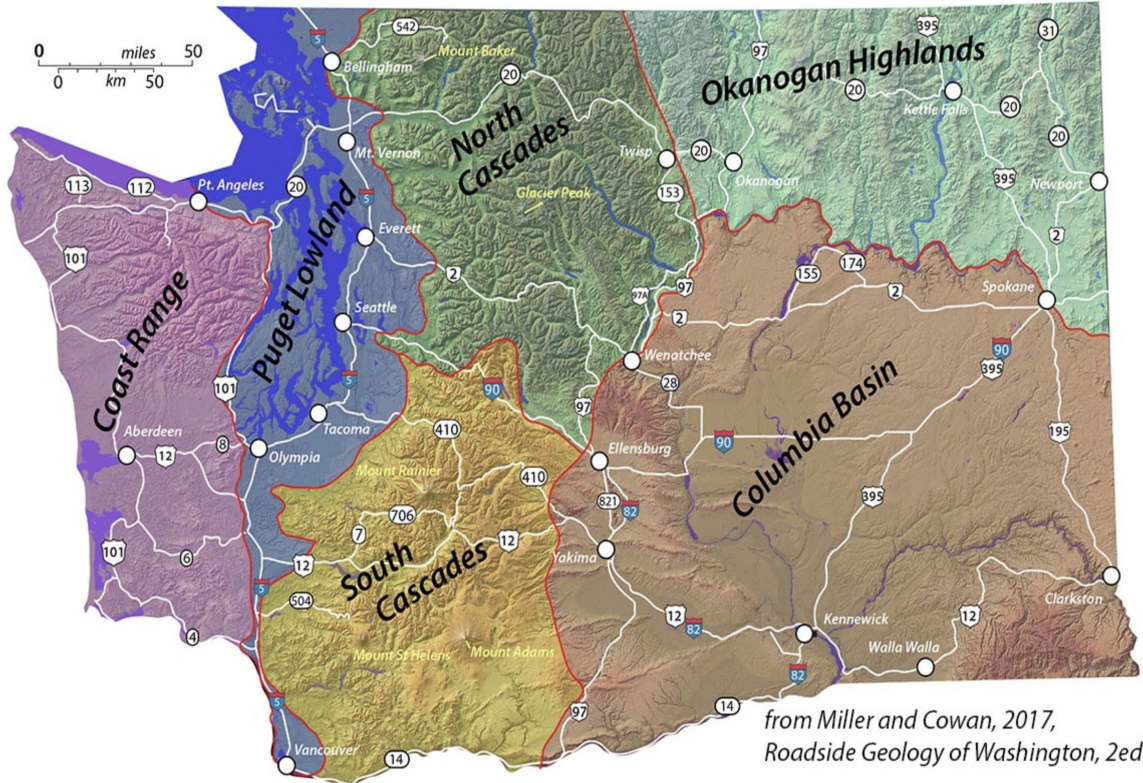 0 miles 50
0 km 50
5
542
Mount Baker
Bellingham
20
97
395
31
Okanogan Highlands
20
Kettle Falls
20
20
Mt. Vernon
North
Cascades
Twisp
20
Okanogan
395
Newport
113
112
Pt. Angeles
20
5
153
Glacier Peak
2
101
Puget Lowland
Everett
2
97A
97
2
155
174
2
Spokane
Coast Range
Seattle
5
Wenatchee
28
90
395
101
90
97
Columbia Basin
Tacoma
410
90
195
Aberdeen
12
8
Olympia
Ellensburg
Mount Rainier
410
821
82
395
706
7
12
South
Cascades
Yakima
101
6
12
5
504
12
82
Kennewick
12
Clarkston
4
Mount St Helens
Mount Adams
82
Walla Walla
5
97
14
Vancouver
14
from Miller and Cowan, 2017,
Roadside Geology of Washington, 2ed